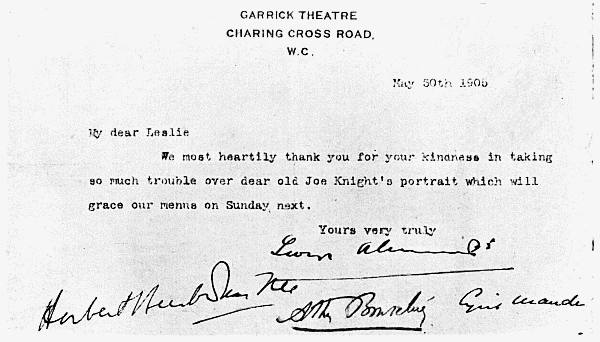 GARRICK THEATRE
CHARING CROSS ROAD,
W.C.
May 30th 1905
My dear Leslie
We most heartily thank you for your kindness in taking
so much trouble over dear old Joe Knight's portrait which will
grace our menus on Sunday next.
Yours very truly
George Alexander
Herbert Beerbohm Tree
Arthur Bourchier Cyril Maude